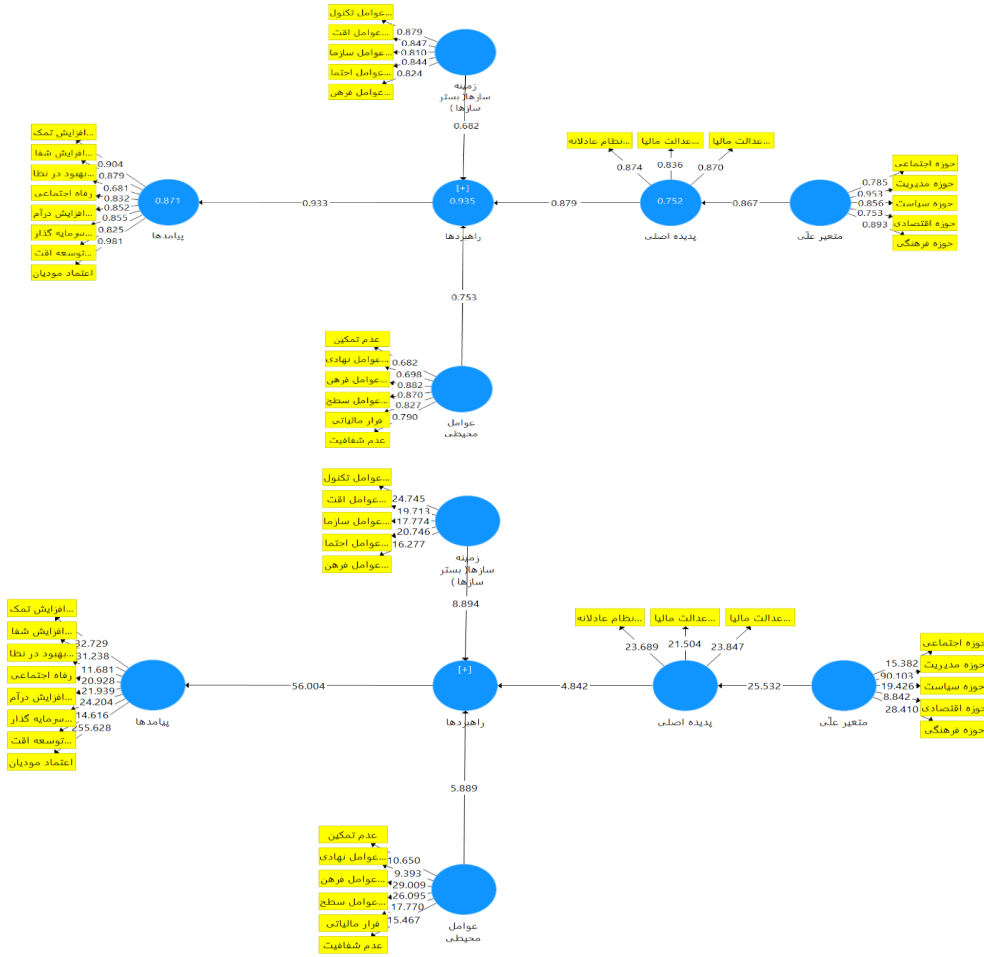 عوامل تکنول...
عوامل اقت...
عوامل سازما...
عوامل اجتما...
عوامل فرهن...
0.879
0.847
0.810
0.844
0.824
زمینه
سازها( بستر
سازها )
0.682
افزایش تمک...
افزایش شفا...
بهبود در نظا...
رفاه اجتماعی
افزایش درآم...
سرمایه گذار...
توسعه اقت...
اعتماد مودیان
0.904
0.879
0.681
0.832
0.852
0.855
0.825
0.981
0.871
پیامدها
0.933
[+]
0.935
راهبردها
0.879
نظام عادلانه...
عدالت مالیا...
عدالت مالیا...
0.874
0.836
0.870
0.752
پدیده اصلی
0.867
متغیر علّی
حوزه اجتماعی
حوزه مدیریت
حوزه سیاست
حوزه اقتصادی
حوزه فرهنگی
0.785
0.953
0.856
0.753
0.893
0.753
عدم تمکین
عوامل نهادی...
عوامل فرهن...
عوامل سطح...
فرار مالیاتی
عدم شفافیت
0.682
0.698
0.882
0.870
0.827
0.790
عوامل
محیطی
عوامل تکنول...
عوامل اقت...
عوامل سازما...
عوامل اجتما...
عوامل فرهن...
24.745
19.713
17.774
20.746
16.277
زمینه
سازها( بستر
سازها )
8.894
افزایش تمک...
افزایش شفا...
بهبود در نظا...
رفاه اجتماعی
افزایش درآم...
سرمایه گذار...
توسعه اقت...
اعتماد مودیان
32.729
31.238
11.681
20.928
21.939
24.204
14.616
255.628
پیامدها
56.004
[+]
راهبردها
4.842
نظام عادلانه...
عدالت مالیا...
عدالت مالیا...
23.689
21.504
23.847
پدیده اصلی
25.532
متغیر علّی
حوزه اجتماعی
حوزه مدیریت
حوزه سیاست
حوزه اقتصادی
حوزه فرهنگی
15.382
90.103
19.426
8.842
28.410
5.889
عدم تمکین
عوامل نهادی...
عوامل فرهن...
عوامل سطح...
فرار مالیاتی
عدم شفافیت
10.650
9.393
29.009
26.095
17.770
15.467
عوامل
محیطی